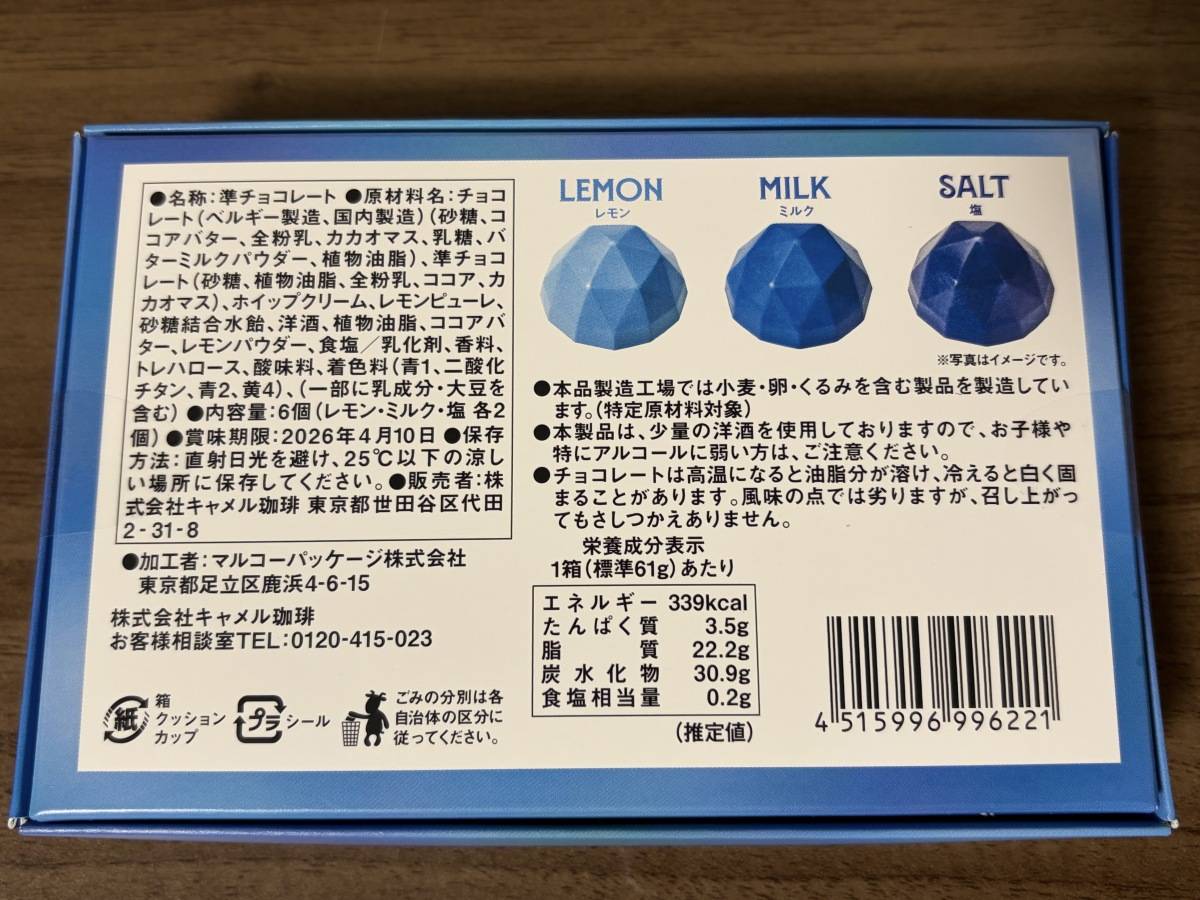 ●名称:準チョコレート ●原材料名:チョコ
レート(ベルギー製造、国内製造)(砂糖、コ
コアバター、全粉乳、カカオマス、乳糖、バ
ターミルクパウダー、植物油脂)、準チョコ
レート(砂糖、植物油脂、全粉乳、ココア、カ
カオマス)、ホイップクリーム、レモンピューレ、
砂糖結合水飴、洋酒、植物油脂、ココアバ
ター、レモンパウダー、食塩/乳化剤、香料、
トレハロース、酸味料、着色料(青1、二酸化
チタン、青2、黄4)、(一部に乳成分・大豆を
含む) ●内容量:6個(レモン・ミルク・塩 各2
個) ●賞味期限:2026年4月10日 ●保存
方法:直射日光を避け、25℃以下の涼し
い場所に保存してください。●販売者:株
式会社キャメル珈琲 東京都世田谷区代田
2-31-8
●加工者:マルコーパッケージ株式会社
東京都足立区鹿浜4-6-15
株式会社キャメル珈琲
お客様相談室TEL:0120-415-023
紙
箱
クッション
カップ
プラ
シール
ごみの分別は各
自治体の区分に
従ってください。
LEMON
レモン
MILK
ミルク
SALT
塩
※写真はイメージです。
●本品製造工場では小麦・卵・くるみを含む製品を製造してい
ます。(特定原材料対象)
●本製品は、少量の洋酒を使用しておりますので、お子様や
特にアルコールに弱い方は、ご注意ください。
●チョコレートは高温になると油脂分が溶け、冷えると白く固
まることがあります。風味の点では劣りますが、召し上がっ
てもさしつかえありません。
栄養成分表示
1箱(標準61g)あたり
エネルギー 339kcal
たんぱく質 3.5g
脂質 22.2g
炭水化物 30.9g
食塩相当量 0.2g
(推定値)
4 515996 996221